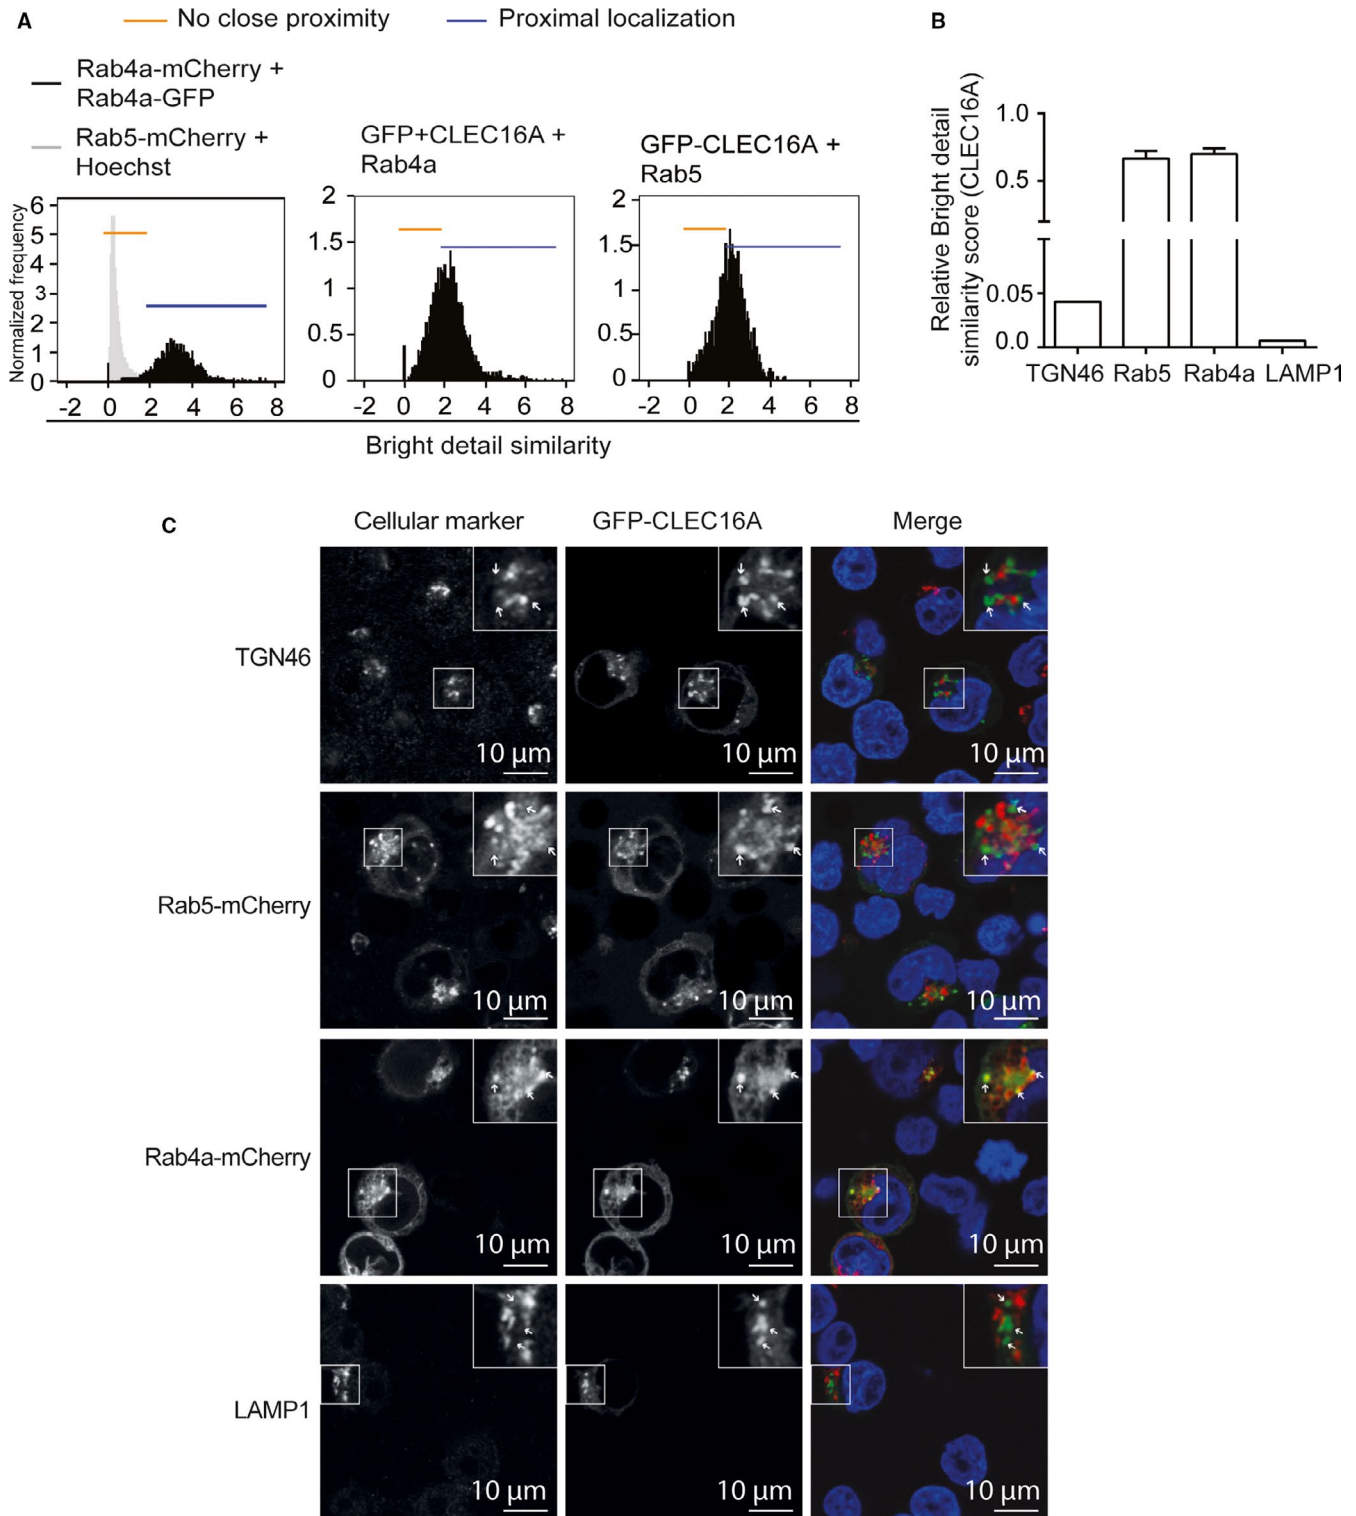 A
No close proximity
Proximal localization
Rab4a-mCherry +
Rab4a-GFP
Rab5-mCherry +
Hoechst
GFP+CLEC16A +
Rab4a
GFP-CLEC16A +
Rab5
Normalized frequency
6
5
4
3
2
1
0
-2 0 2 4 6 8
2
1.5
1
0.5
0
-2 0 2 4 6 8
2
1.5
1
0.5
0
-2 0 2 4 6 8
Bright detail similarity
B
Relative Bright detail
similarity score (CLEC16A)
1.0
0.5
0.05
0.0
TGN46 Rab5 Rab4a LAMP1
C
Cellular marker GFP-CLEC16A Merge
TGN46
10 µm 10 µm 10 µm
Rab5-mCherry
10 µm 10 µm 10 µm
Rab4a-mCherry
10 µm 10 µm 10 µm
LAMP1
10 µm 10 µm 10 µm